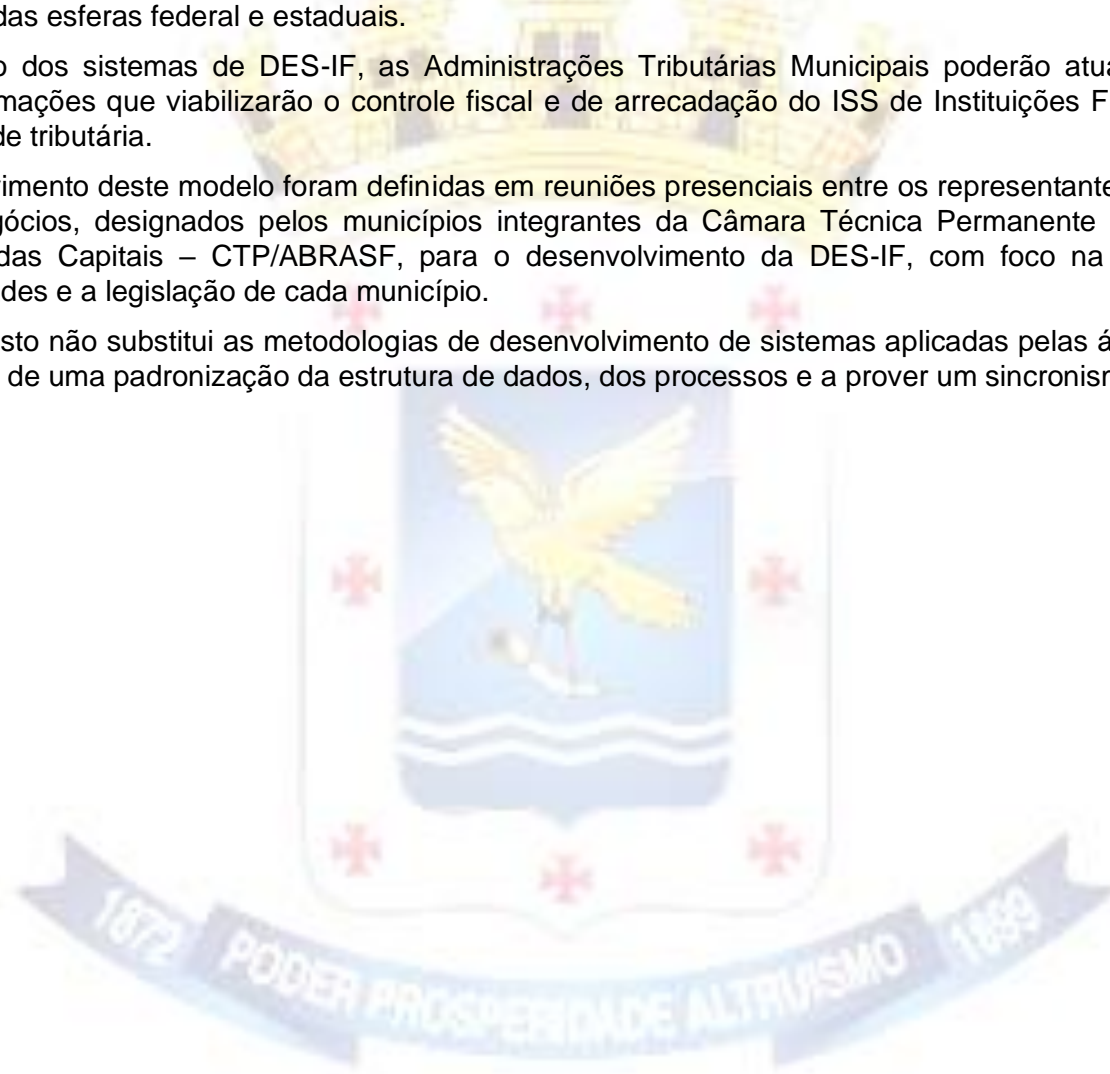 das esferas federal e estaduais.
o dos sistemas de DES-IF, as Administrações Tributárias Municipais poderão atua
rmações que viabilizarão o controle fiscal e de arrecadação do ISS de Instituições F
de tributária.
vimento deste modelo foram definidas em reuniões presenciais entre os representante
gócios, designados pelos municípios integrantes da Câmara Técnica Permanente
das Capitais – CTP/ABRASF, para o desenvolvimento da DES-IF, com foco na
des e a legislação de cada município.
sto não substitui as metodologias de desenvolvimento de sistemas aplicadas pelas á
de uma padronização da estrutura de dados, dos processos e a prover um sincronisr
1872 PODER PROSPERIDADE ALTRUISMO 1899